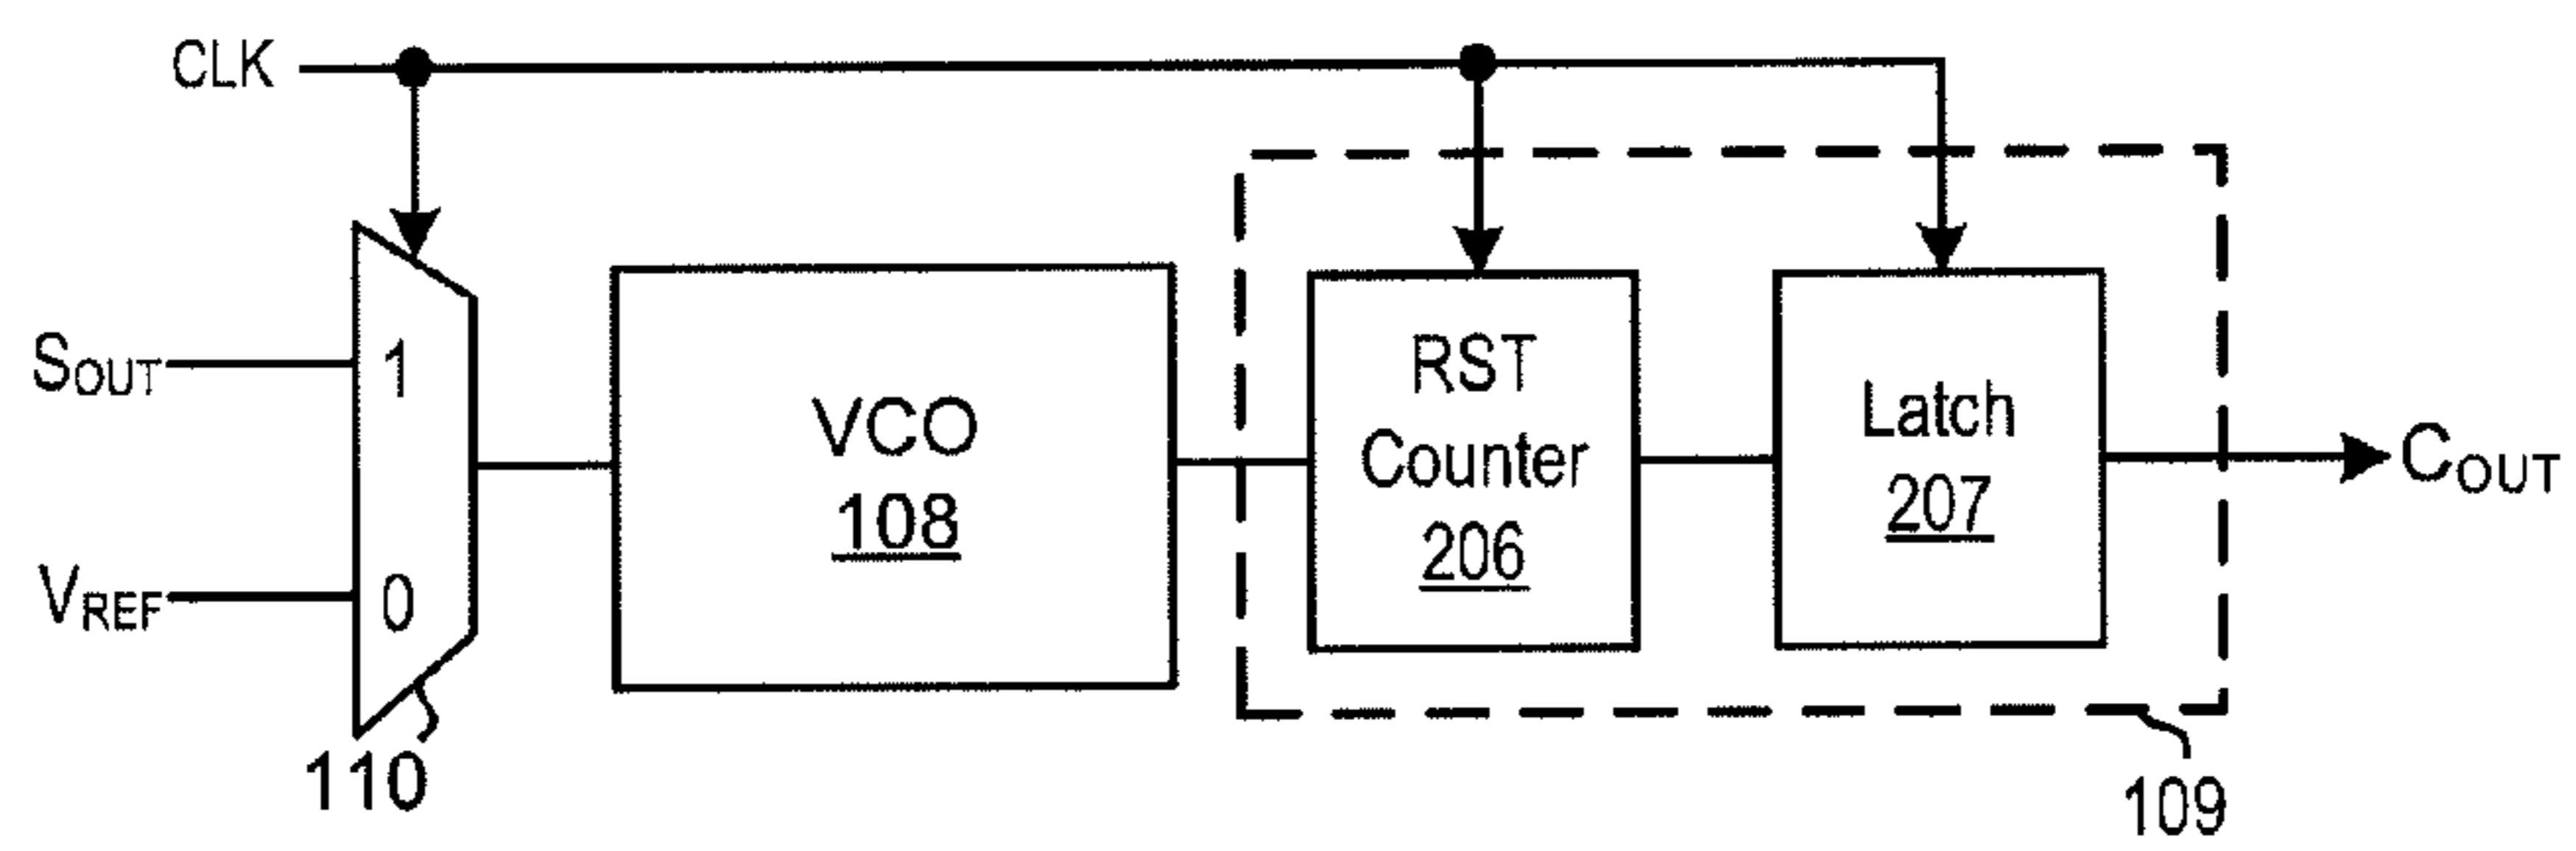 CLK
SOUT
1
VREF
0
110
VCO
108
RST
Counter
206
Latch
207
COUT
109